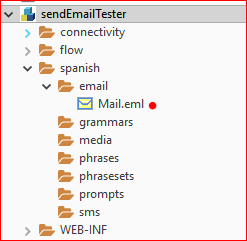 sendEmailTester
connectivity
flow
spanish
email
Mail.eml
grammars
media
phrases
phrasesets
prompts
sms
WEB-INF